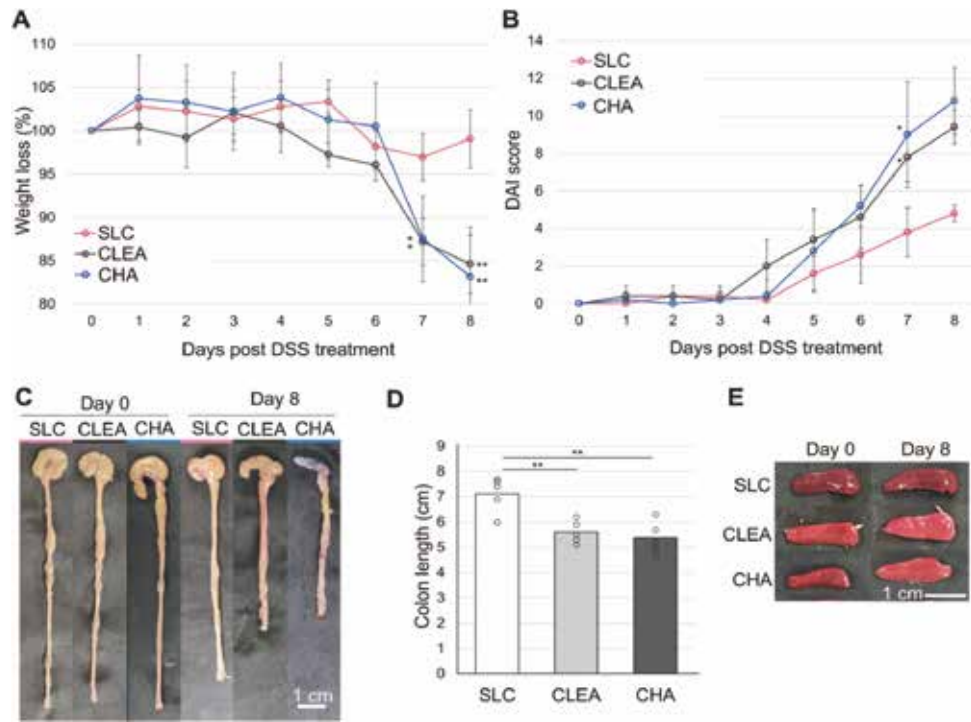 A
110
105
100
95
90
85
80
Weight loss (%)
SLC
CLEA
CHA
*
*
**
**
0 1 2 3 4 5 6 7 8
Days post DSS treatment
B
14
12
10
8
6
4
2
0
DAI score
SLC
CLEA
CHA
*
*
0 1 2 3 4 5 6 7 8
Days post DSS treatment
C
Day 0 Day 8
SLC CLEA CHA SLC CLEA CHA
1 cm
D
9
8
7
6
5
4
3
2
1
0
Colon length (cm)
**
**
SLC CLEA CHA
E
Day 0 Day 8
SLC
CLEA
CHA
1 cm